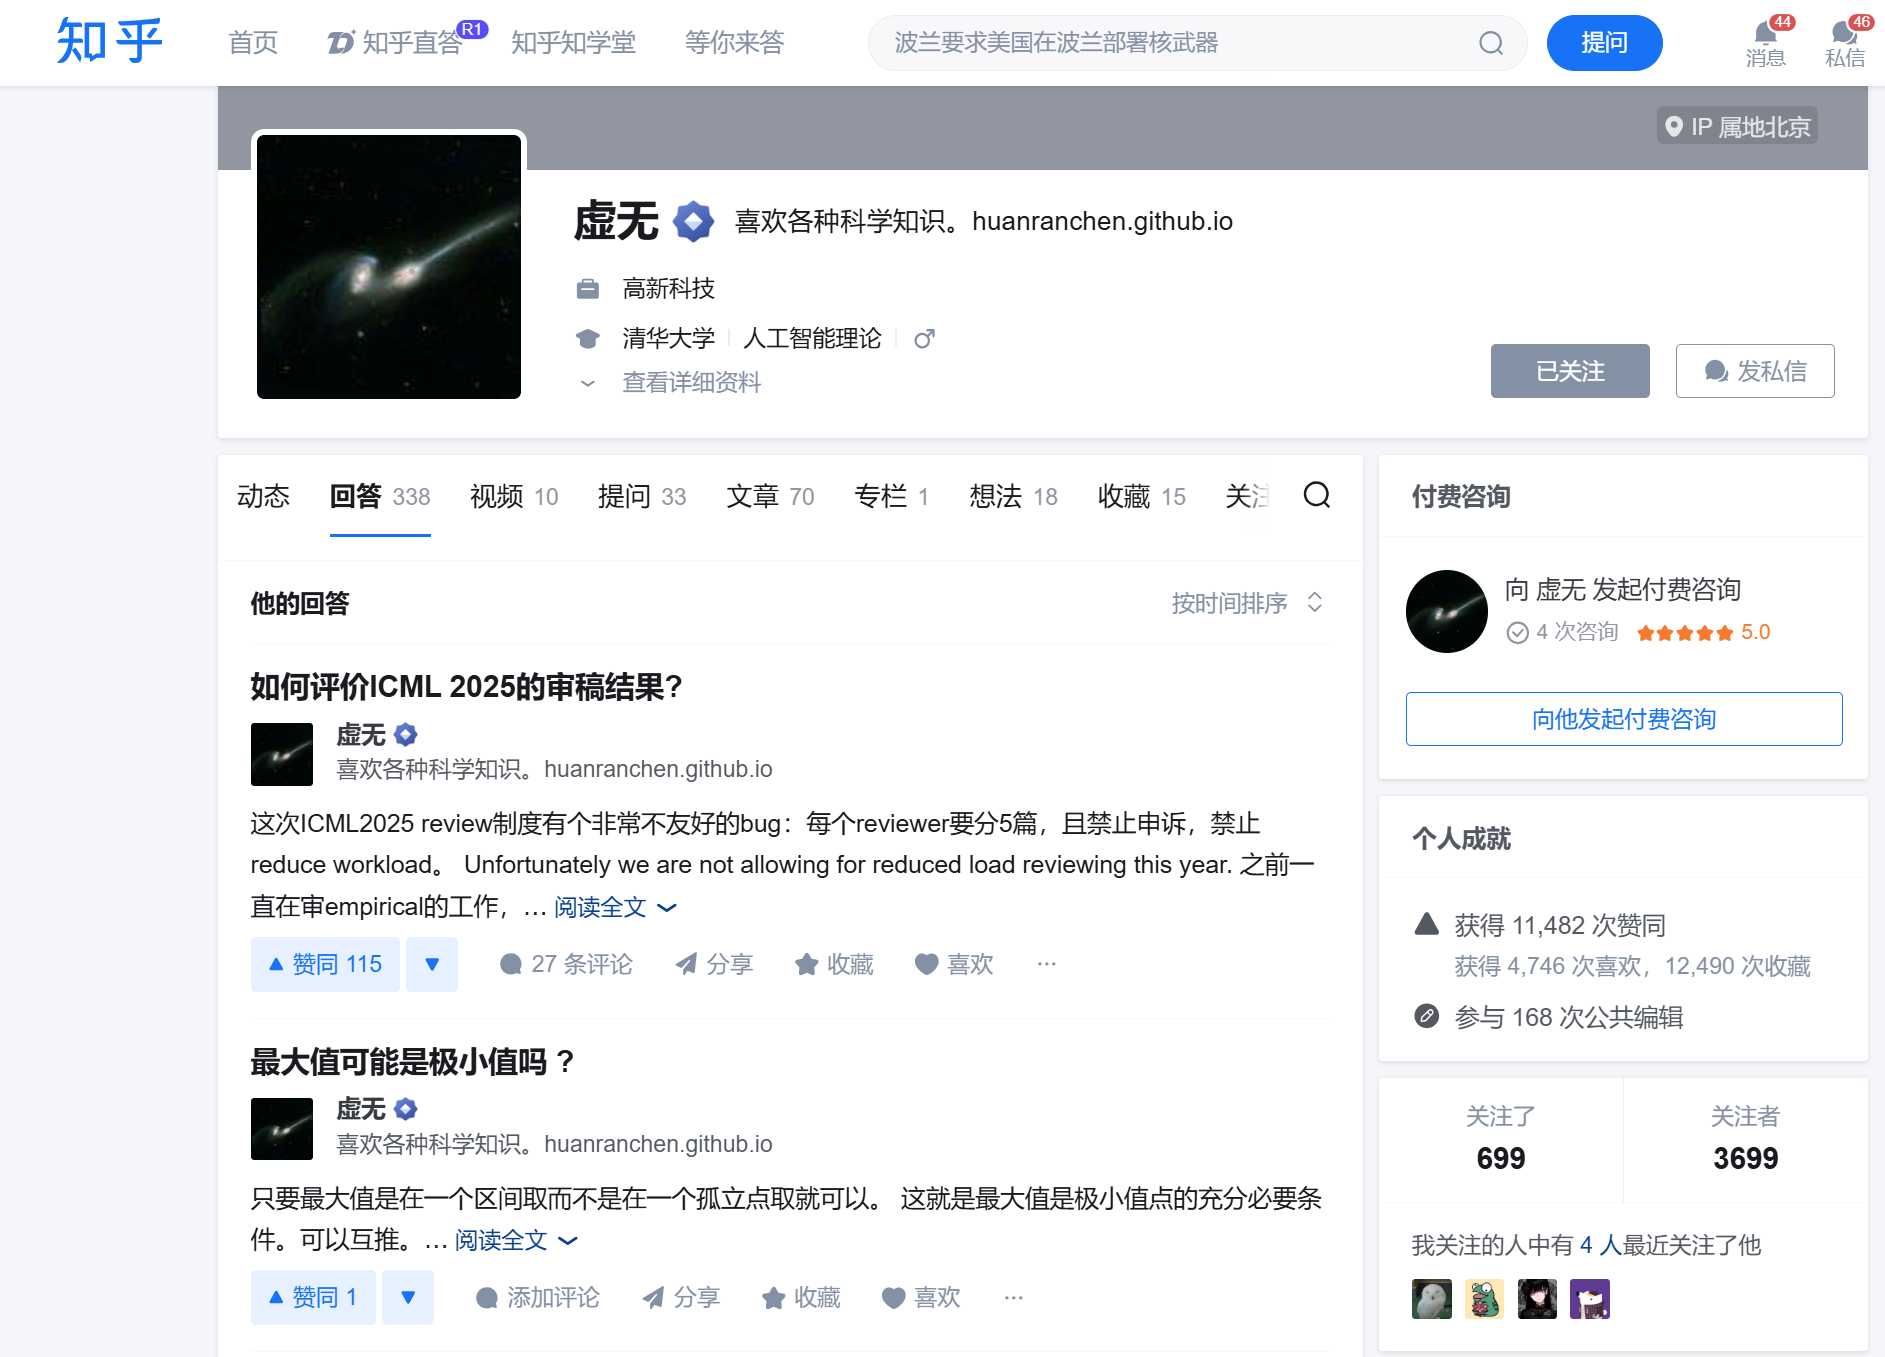 知乎
首页
知乎直答 R1
知乎知学堂
等你来答
波兰要求美国在波兰部署核武器
提问
44
消息
46
私信
IP 属地北京
虚无 喜欢各种科学知识。huanranchen.github.io
高新科技
清华大学 人工智能理论
查看详细资料
已关注
发私信
动态 回答 338 视频 10 提问 33 文章 70 专栏 1 想法 18 收藏 15 关注
他的回答
按时间排序
如何评价ICML 2025的审稿结果?
虚无
喜欢各种科学知识。huanranchen.github.io
这次ICML2025 review制度有个非常不友好的bug：每个reviewer要分5篇，且禁止申诉，禁止
reduce workload。 Unfortunately we are not allowing for reduced load reviewing this year. 之前一
直在审empirical的工作，… 阅读全文
赞同 115
27 条评论 分享 收藏 喜欢 ···
最大值可能是极小值吗 ?
虚无
喜欢各种科学知识。huanranchen.github.io
只要最大值是在一个区间取而不是在一个孤立点取就可以。 这就是最大值是极小值点的充分必要条
件。可以互推。… 阅读全文
赞同 1
添加评论 分享 收藏 喜欢 ···
付费咨询
向 虚无 发起付费咨询
4 次咨询 5.0
向他发起付费咨询
个人成就
获得 11,482 次赞同
获得 4,746 次喜欢，12,490 次收藏
参与 168 次公共编辑
关注了
699
关注者
3699
我关注的人中有 4 人最近关注了他